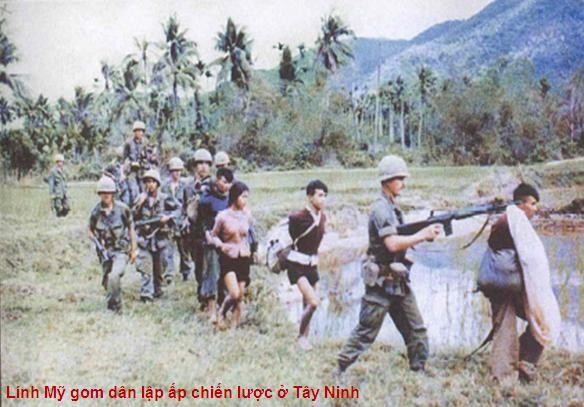 Lính Mỹ gom dân lập ấp chiến lược ở Tây Ninh